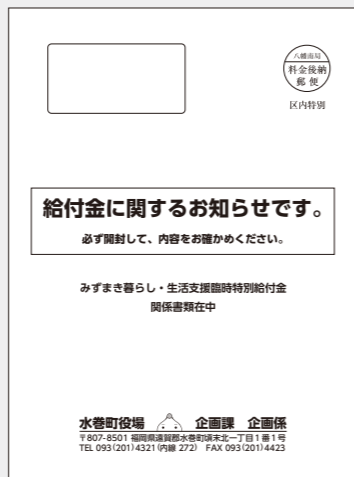 八幡南局
料金後納
郵便
区内特別
給付金に関するお知らせです。
必ず開封して、内容をお確かめください。
みずまき暮らし・生活支援臨時特別給付金
関係書類在中
水巻町役場 企画課 企画係
〒807-8501 福岡県遠賀郡水巻町頃末北一丁目1番1号
TEL 093(201)4321(内線 272) FAX 093(201)4423